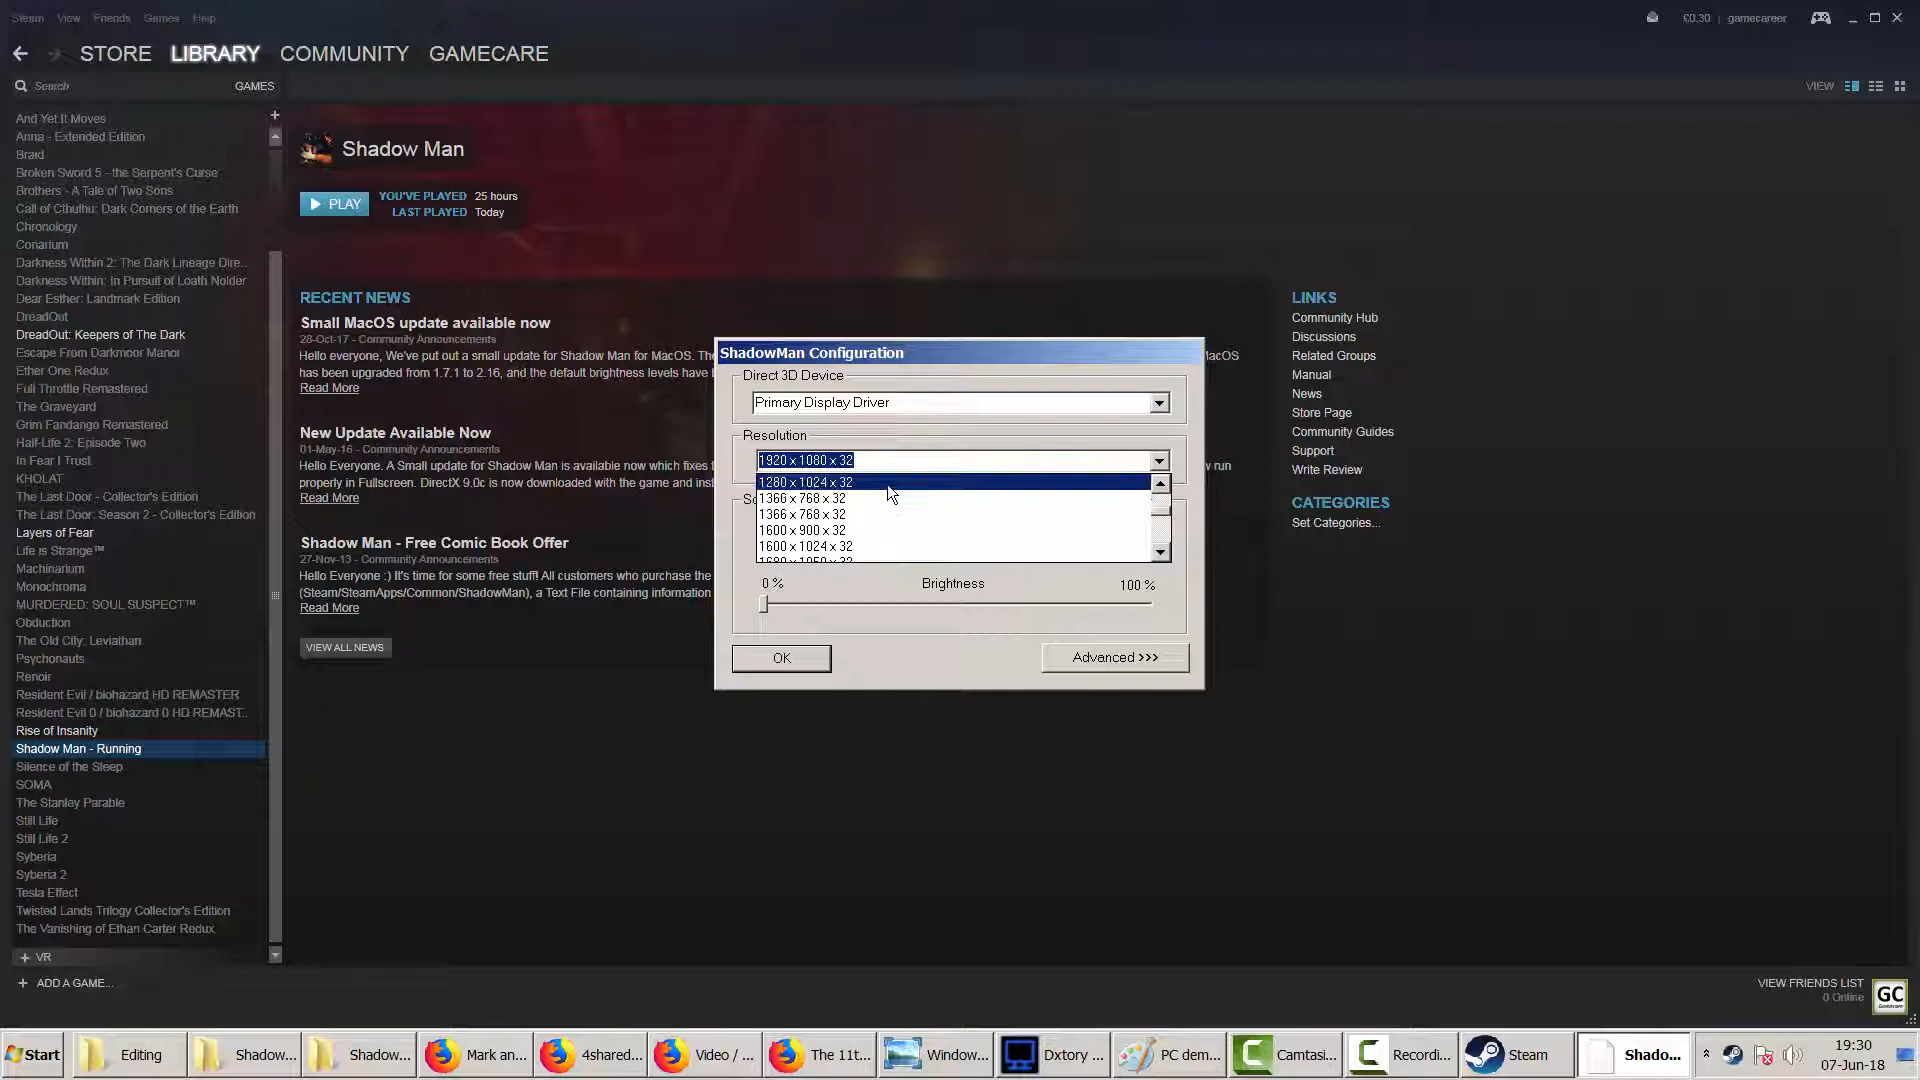 Steam View Friends Games Help
€0.30 | gamecareer
STORE LIBRARY COMMUNITY GAMECARE
Search
GAMES
VIEW
And Yet It Moves
Anna - Extended Edition
Braid
Broken Sword 5 - the Serpent's Curse
Brothers - A Tale of Two Sons
Call of Cthulhu: Dark Corners of the Earth
Chronology
Conarium
Darkness Within 2: The Dark Lineage Dire...
Darkness Within: In Pursuit of Loath Nolder
Dear Esther: Landmark Edition
DreadOut
DreadOut: Keepers of The Dark
Escape From Darkmoor Manor
Ether One Redux
Full Throttle Remastered
The Graveyard
Grim Fandango Remastered
Half-Life 2: Episode Two
In Fear I Trust
KHOLAT
The Last Door - Collector's Edition
The Last Door: Season 2 - Collector's Edition
Layers of Fear
Life is Strange™
Machinarium
Monochroma
MURDERED: SOUL SUSPECT™
Obduction
The Old City: Leviathan
Psychonauts
Renoir
Resident Evil / biohazard HD REMASTER
Resident Evil 0 / biohazard 0 HD REMAST...
Rise of Insanity
Shadow Man - Running
Silence of the Sleep
SOMA
The Stanley Parable
Still Life
Still Life 2
Syberia
Syberia 2
Tesla Effect
Twisted Lands Trilogy Collector's Edition
The Vanishing of Ethan Carter Redux
+ VR
+ ADD A GAME...
Shadow Man
PLAY
YOU'VE PLAYED 25 hours
LAST PLAYED Today
RECENT NEWS
Small MacOS update available now
28-Oct-17 - Community Announcements
Hello everyone, We've put out a small update for Shadow Man for MacOS. The
MacOS
has been upgraded from 1.7.1 to 2.16, and the default brightness levels have
Read More
New Update Available Now
01-May-16 - Community Announcements
Hello Everyone. A Small update for Shadow Man is available now which fixes
run
properly in Fullscreen. DirectX 9.0c is now downloaded with the game and
Read More
Shadow Man - Free Comic Book Offer
27-Nov-13 - Community Announcements
Hello Everyone :) It's time for some free stuff! All customers who purchase the
(Steam/SteamApps/Common/ShadowMan), a Text File containing information
Read More
VIEW ALL NEWS
ShadowMan Configuration
Direct 3D Device
Primary Display Driver
Resolution
1920 x 1080 x 32
1280 x 1024 x 32
1366 x 768 x 32
1366 x 768 x 32
1600 x 900 x 32
1600 x 1024 x 32
1680 x 1050 x 32
0 % Brightness 100 %
OK
Advanced >>>
LINKS
Community Hub
Discussions
Related Groups
Manual
News
Store Page
Community Guides
Support
Write Review
CATEGORIES
Set Categories...
VIEW FRIENDS LIST
0 Online
GC
Start
Editing
Shadow...
Shadow...
Mark an...
4shared...
Video / ...
The 11t...
Window...
Dxtory ...
PC dem...
Camtasi...
Recordi...
Steam
Shado...
19:30
07-Jun-18